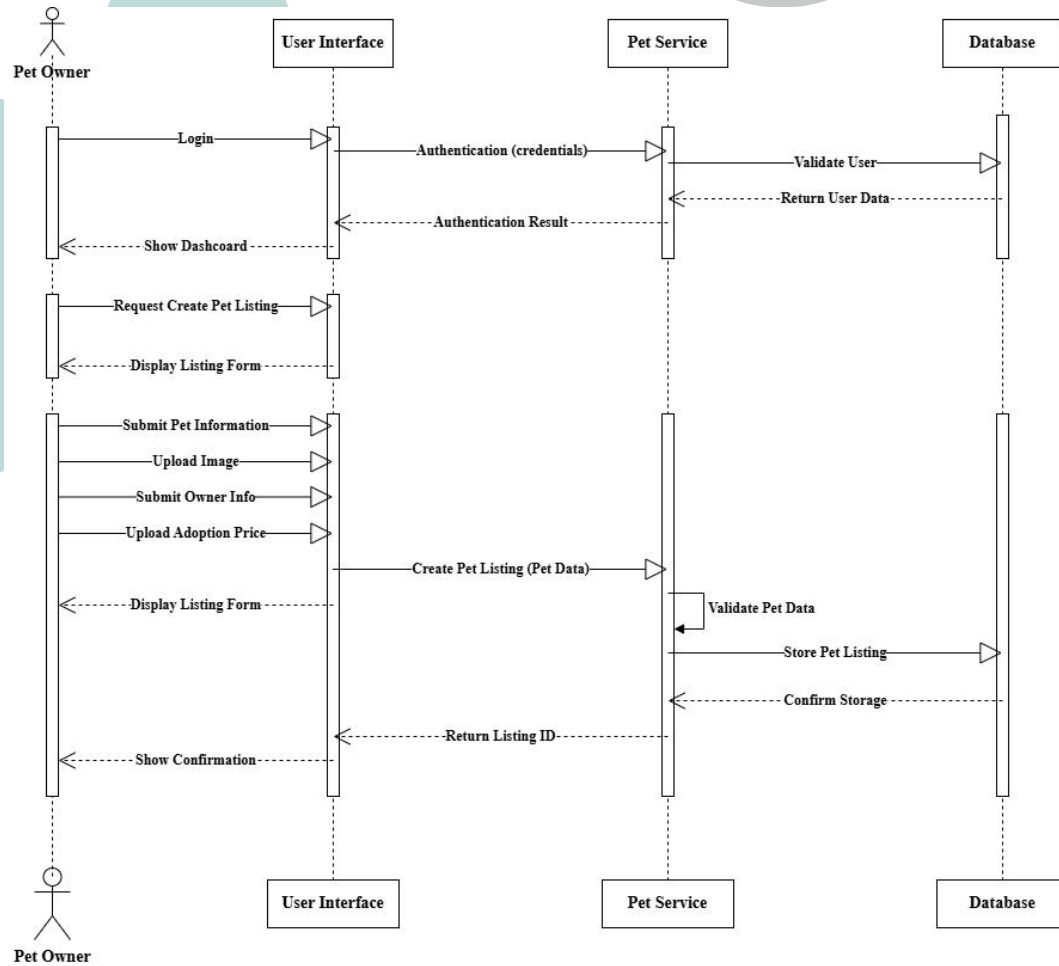 Pet Owner
User Interface
Pet Service
Database
Login
Authentication (credentials)
Validate User
Return User Data
Authentication Result
Show Dashcoard
Request Create Pet Listing
Display Listing Form
Submit Pet Information
Upload Image
Submit Owner Info
Upload Adoption Price
Create Pet Listing (Pet Data)
Display Listing Form
Validate Pet Data
Store Pet Listing
Confirm Storage
Return Listing ID
Show Confirmation
User Interface
Pet Service
Database
Pet Owner